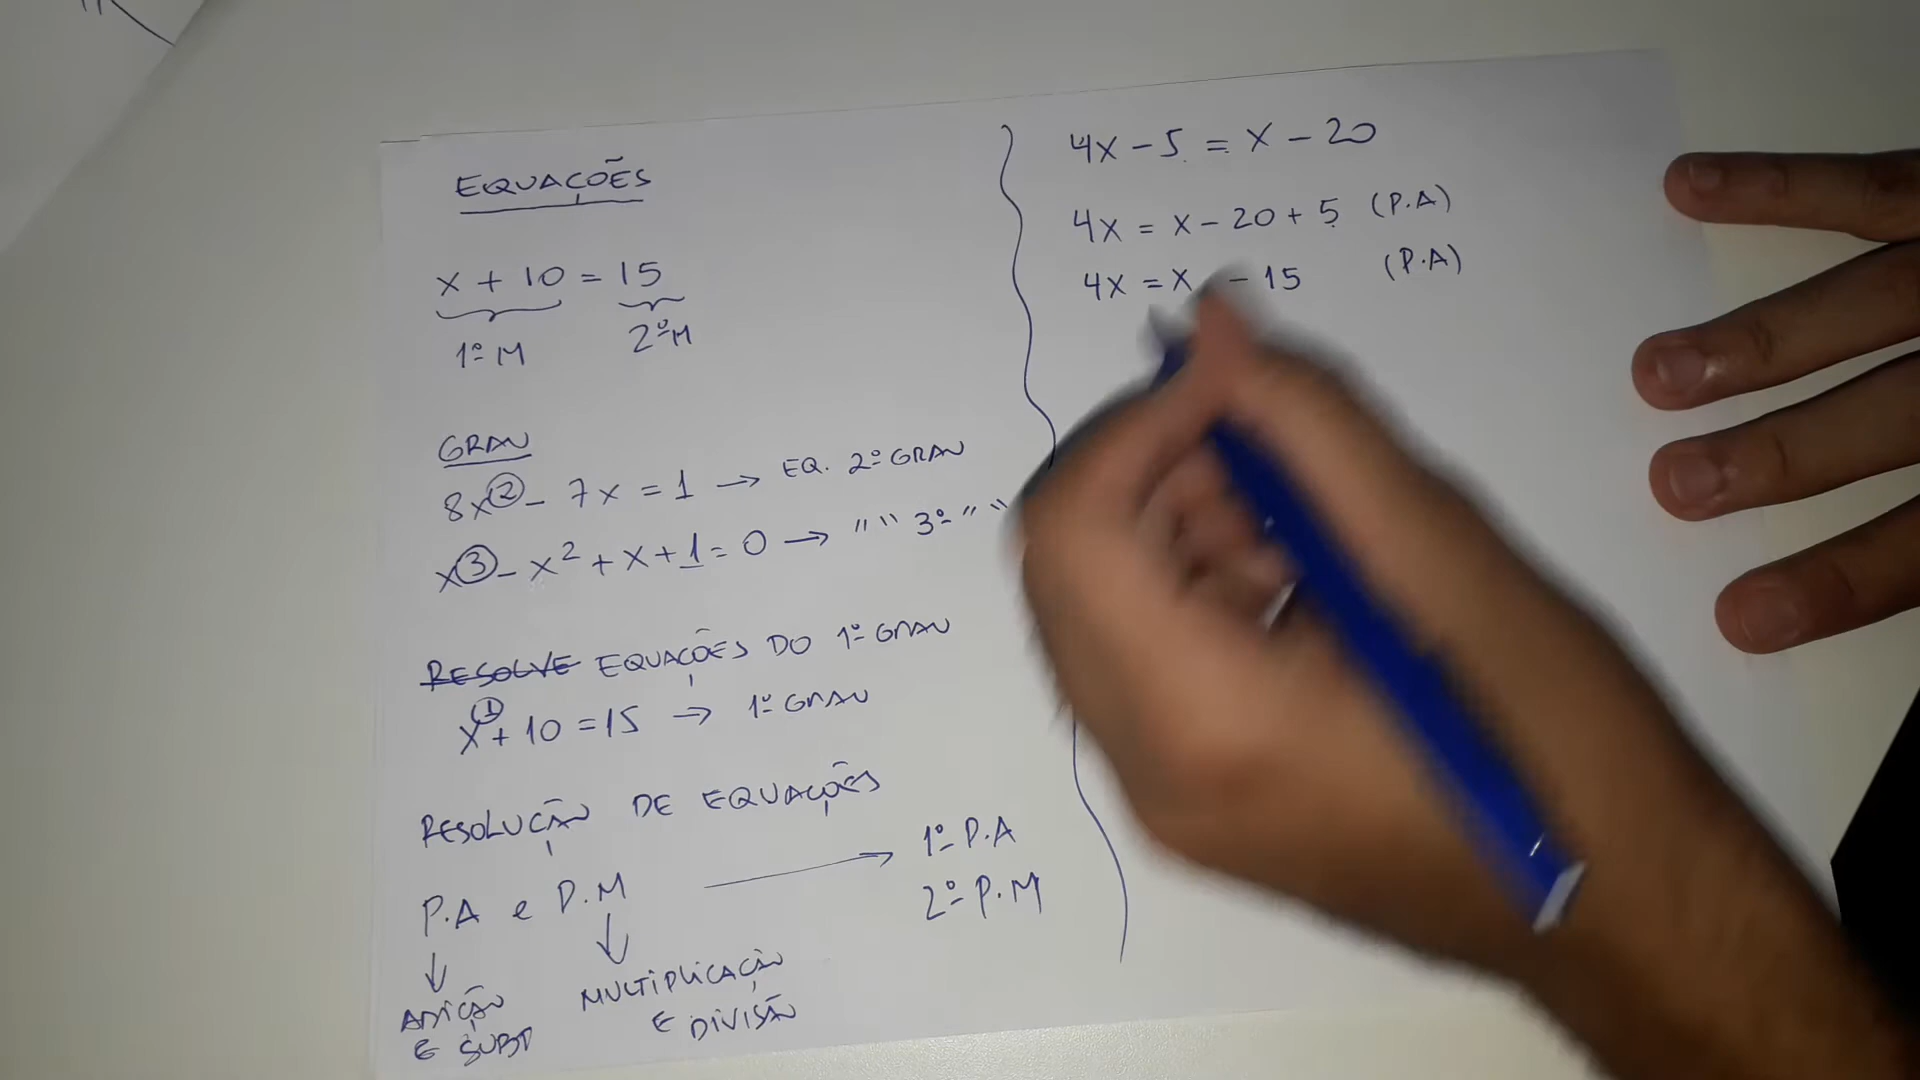 EQUAÇÕES
x + 10 = 15
1º M 2º M
GRAU
8x² - 7x = 1 → EQ. 2º GRAU
x³ - x² + x + 1 = 0 → " " 3º " "
RESOLVE EQUAÇÕES DO 1º GRAU
x¹ + 10 = 15 → 1º GRAU
RESOLUÇÃO DE EQUAÇÕES
P.A e P.M → 1º P.A
2º P.M
↓ ↓
ADIÇÃO MULTIPLICAÇÃO
E SUBT E DIVISÃO
4x - 5 = x - 20
4x = x - 20 + 5 (P.A)
4x = x - 15 (P.A)